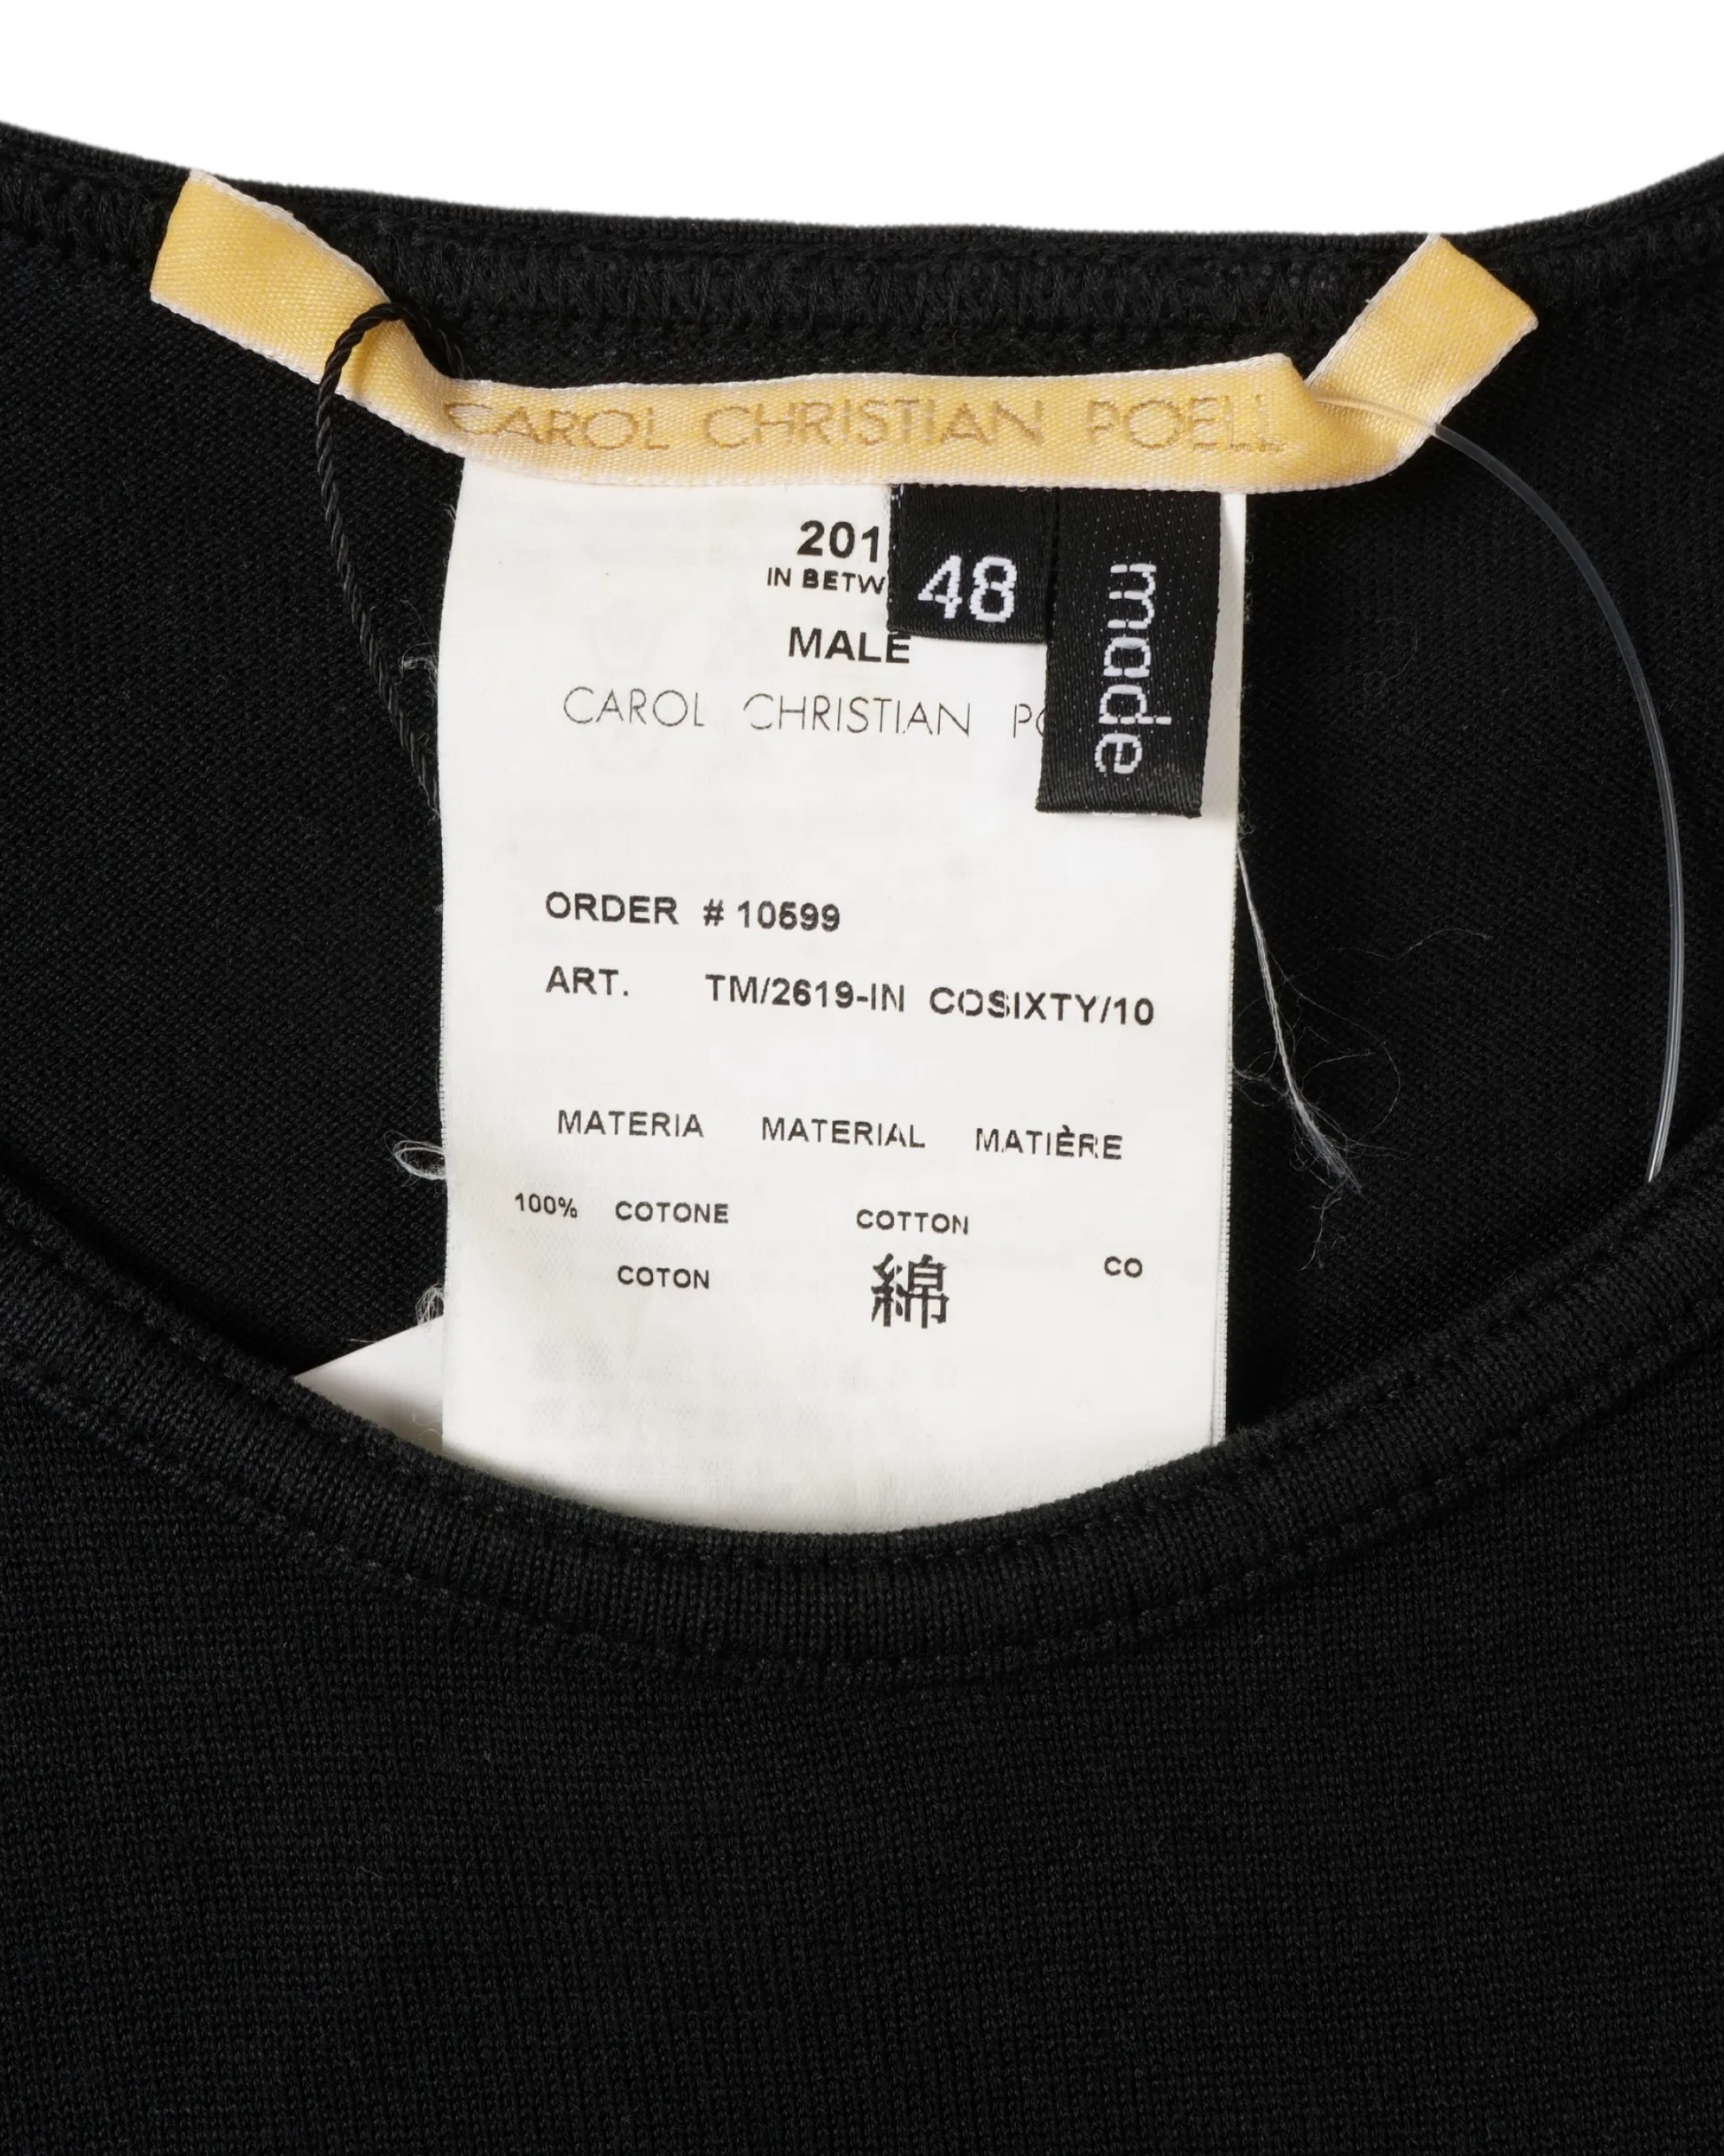 CAROL CHRISTIAN POELL
201
IN BETW
48
made
MALE
CAROL CHRISTIAN PO
ORDER # 10599
ART. TM/2619-IN COSIXTY/10
MATERIA MATERIAL MATIÈRE
100% COTONE COTTON
COTON 綿 CO